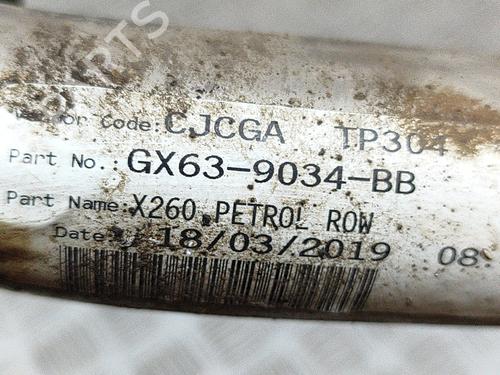 Code: CJCGA TP304
Part No.: GX63-9034-BB
Part Name: X260 PETROL ROW
Date: 18/03/2019 08: